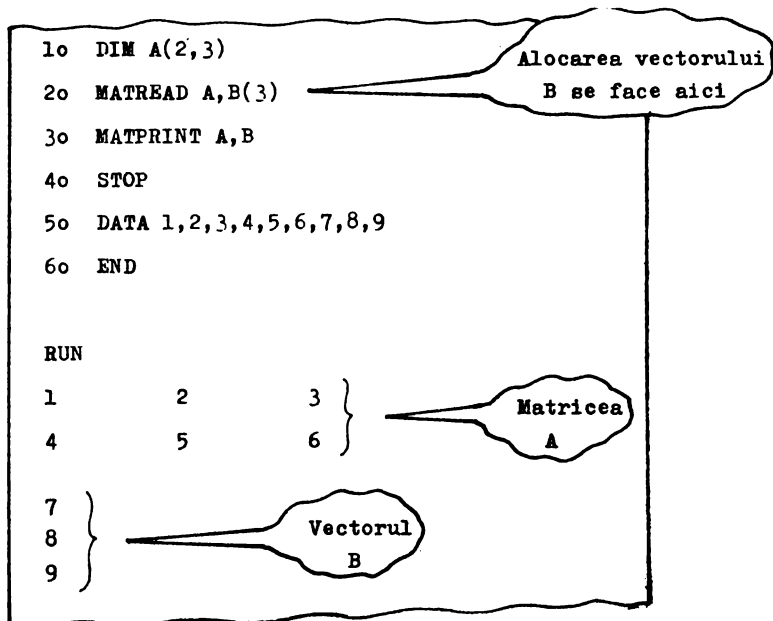 1o DIM A(2,3)
Alocarea vectorului
B se face aici
2o MATREAD A,B(3)
3o MATPRINT A,B
4o STOP
5o DATA 1,2,3,4,5,6,7,8,9
6o END
RUN
1 2 3
Matricea
A
4 5 6
7
8
9
Vectorul
B